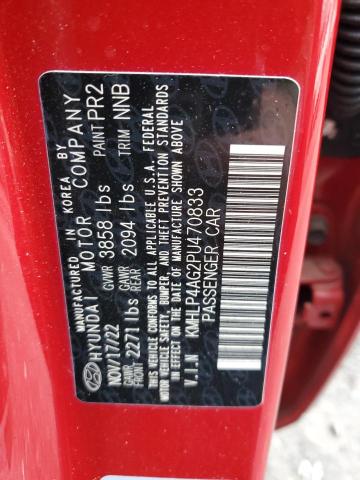 MANUFACTURED IN KOREA BY
HYUNDAI MOTOR COMPANY
NOV/17/22 GVWR 3858 lbs PAINT PR2
GAWR FRONT 2271 lbs GAWR REAR 2094 lbs TRIM NNB
THIS VEHICLE CONFORMS TO ALL APPLICABLE U.S.A. FEDERAL
MOTOR VEHICLE SAFETY, BUMPER, AND THEFT PREVENTION STANDARDS
IN EFFECT ON THE DATE OF MANUFACTURE SHOWN ABOVE
V.I.N KMHLP4AG2PU470833
PASSENGER CAR